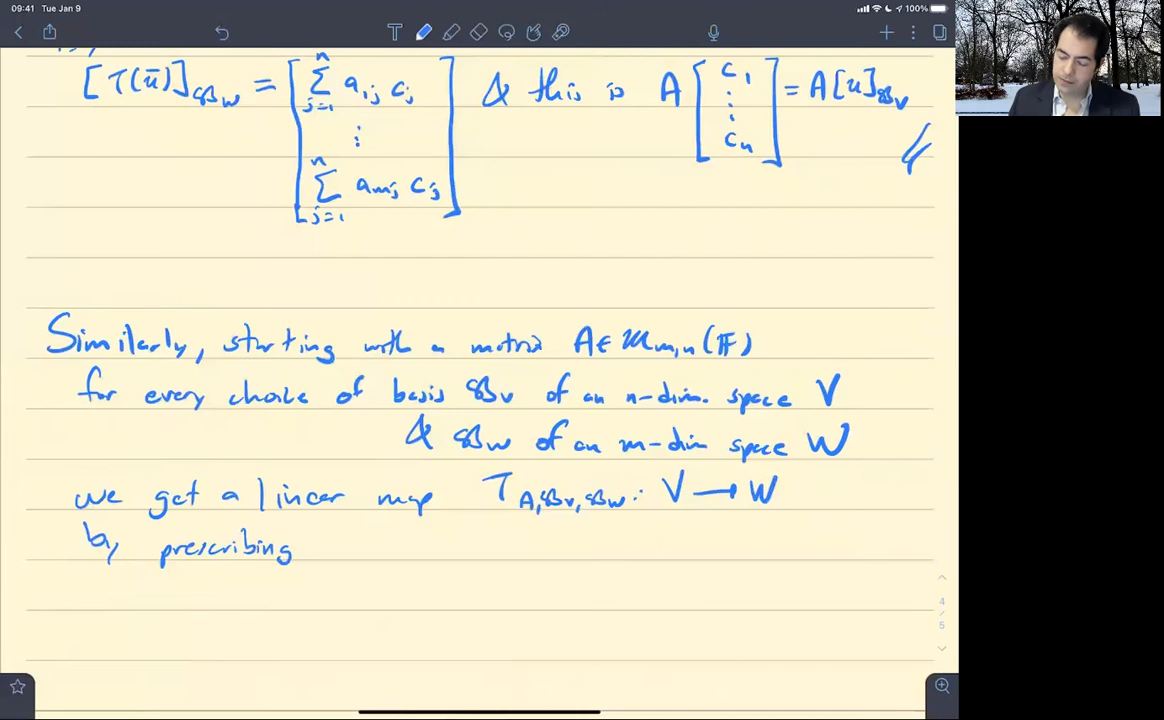 09:41 Tue Jan 9
100%
[T(ū)]_ℬw = [ ∑_{j=1}^{n} a_{1j} c_j ⋮ ∑_{j=1}^{n} a_{mj} c_j ] & this is A [ c_1 ⋮ c_n ] = A[u]_ℬv
Similarly, starting with a matrix A ∈ ℳ_{m,n}(𝔽)
for every choice of basis ℬv of an n-dim. space V
& ℬw of an m-dim space W
we get a linear map T_{A,ℬv,ℬw} : V → W
by prescribing
4
/
5